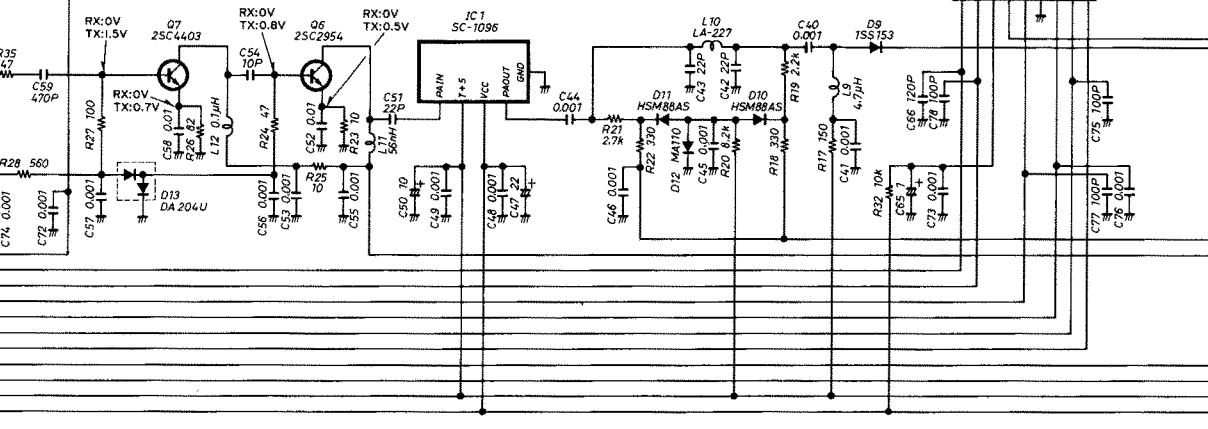 RX:0V
TX:1.5V
Q7
2SC4403
RX:0V
TX:0.8V
Q6
2SC2954
RX:0V
TX:0.5V
IC1
SC-1096
L10
LA-227
C40
0.001
D9
1SS153
R35
47
C59
470P
RX:0V
TX:0.7V
C54
10P
PAIN
T+5
VCC
PAOUT
GND
C43 22P
C42 22P
R19 2.2k
L9
4.7µH
C66 120P
C78 100P
C75 100P
R27 100
C58 0.01
R26 82
L12 0.1µH
R24 47
C52 0.01
R23 10
L11
56nH
C51
22P
C44
0.001
R21
2.7k
D11
HSM88AS
D10
HSM88AS
R22 330
D12 MA110
C45 0.001
R20 8.2k
R18 330
R17 150
C41 0.001
R28 560
D13
DA204U
R25
10
C74 0.001
C72 0.001
C57 0.001
C56 0.001
C53 0.001
C55 0.001
C50 10
C49 0.001
C48 0.001
C47 22
C46 0.001
R32 10k
C65 1
C73 0.001
C77 100P
C76 0.001